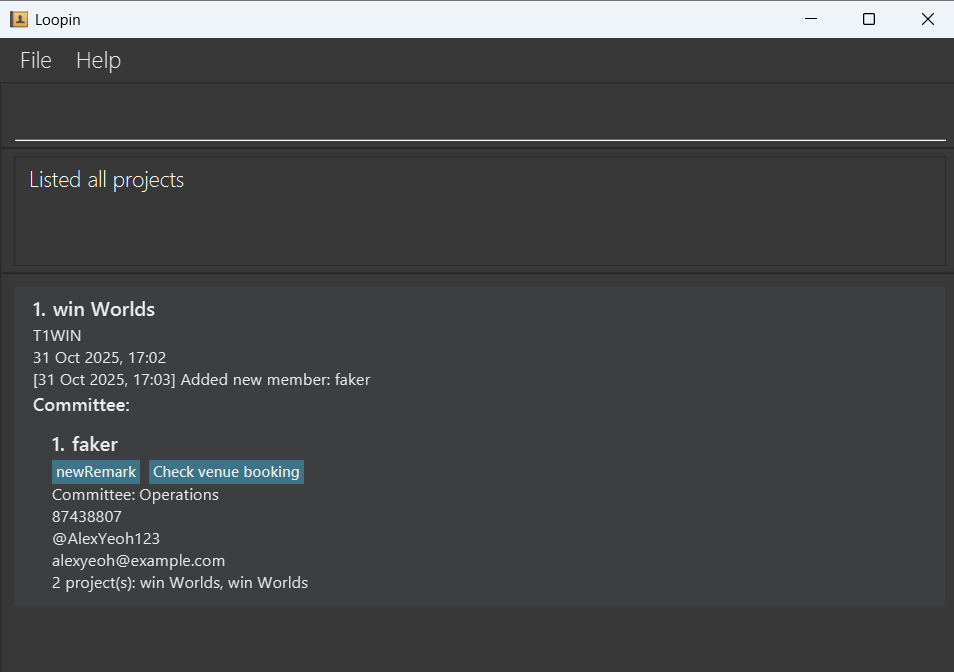 Loopin
File Help
Listed all projects
1. win Worlds
T1WIN
31 Oct 2025, 17:02
[31 Oct 2025, 17:03] Added new member: faker
Committee:
1. faker
newRemark Check venue booking
Committee: Operations
87438807
@AlexYeoh123
alexyeoh@example.com
2 project(s): win Worlds, win Worlds